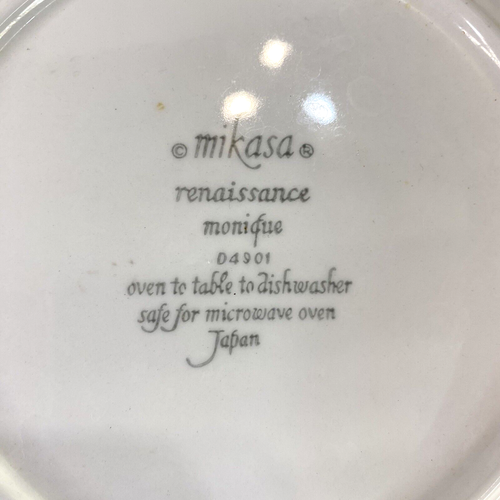 © mikasa ®
renaissance
monique
D4901
oven to table to dishwasher
safe for microwave oven
Japan